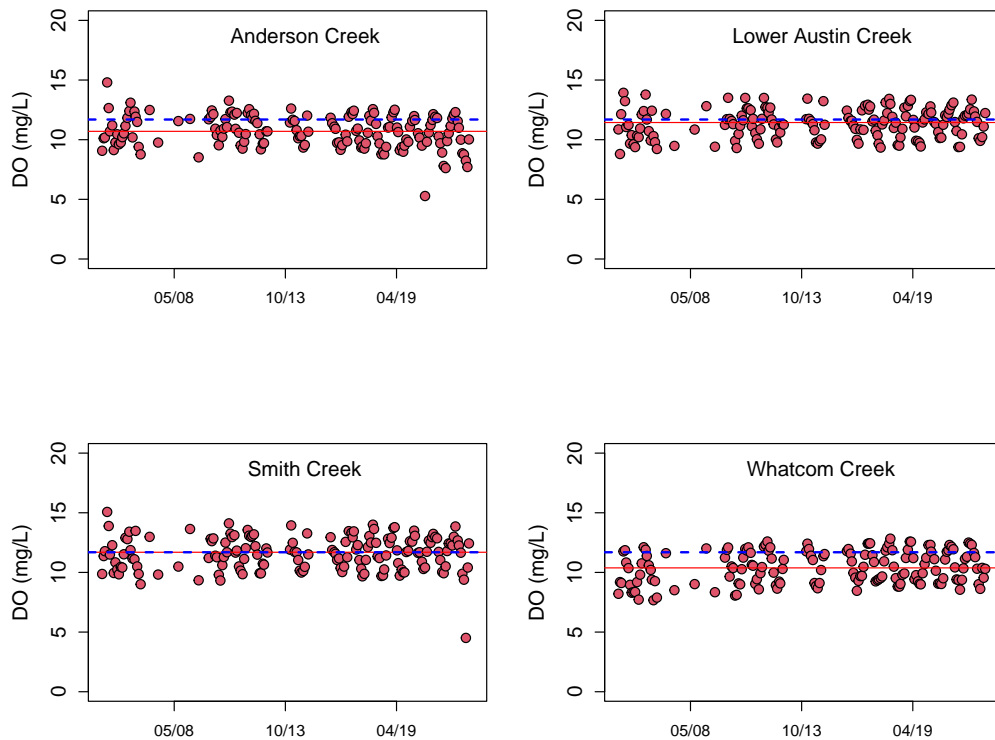 Anderson Creek
DO (mg/L)
20
15
10
5
0
05/08 10/13 04/19
Lower Austin Creek
DO (mg/L)
20
15
10
5
0
05/08 10/13 04/19
Smith Creek
DO (mg/L)
20
15
10
5
0
05/08 10/13 04/19
Whatcom Creek
DO (mg/L)
20
15
10
5
0
05/08 10/13 04/19